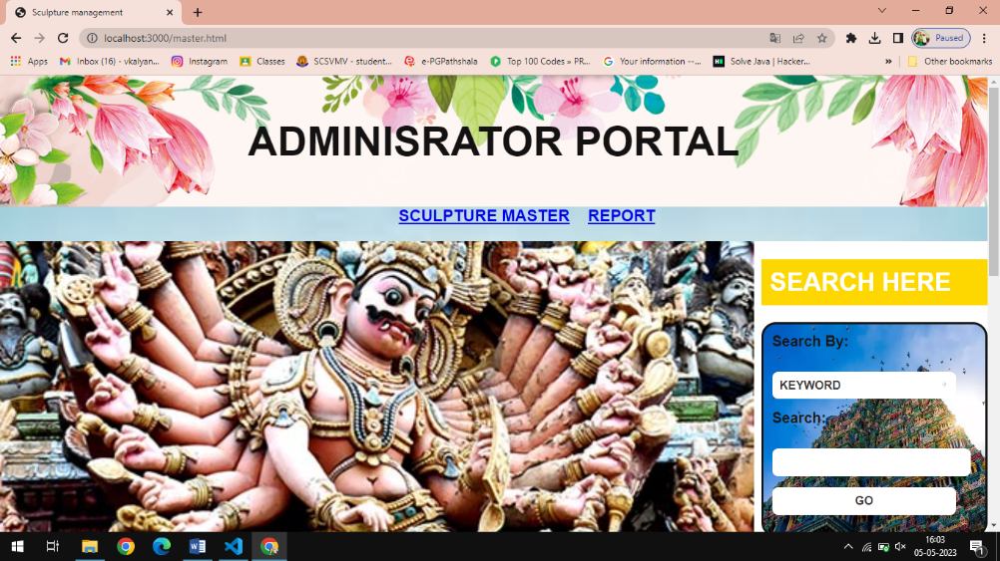 Sculpture management
localhost:3000/master.html
Paused
Apps
Inbox (16) - vkalyan...
Instagram
Classes
SCSVMV - student...
e-PGPathshala
Top 100 Codes » PR...
Your information --...
Solve Java | Hacker...
»
Other bookmarks
ADMINISRATOR PORTAL
SCULPTURE MASTER REPORT
SEARCH HERE
Search By:
KEYWORD
Search:
GO
16:03
05-05-2023
1